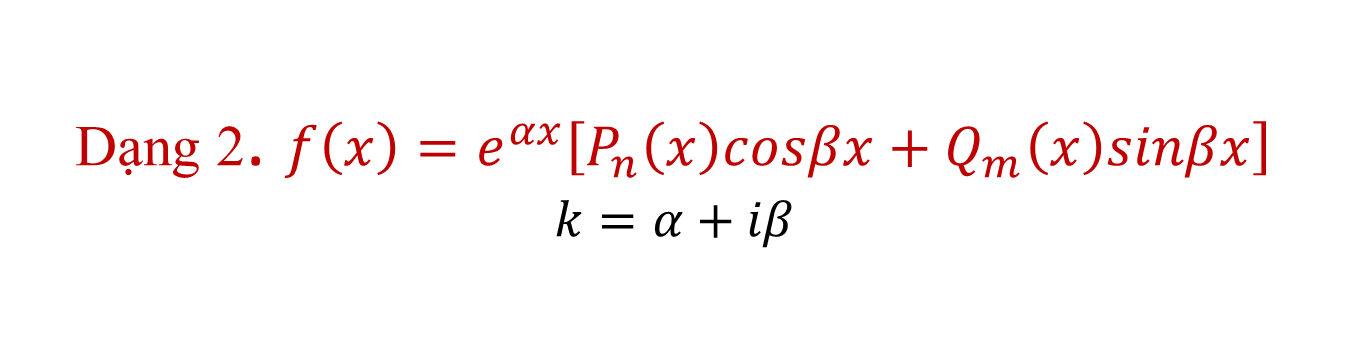 Dạng 2. f(x) = e^{αx}[P_n(x)cosβx + Q_m(x)sinβx]
k = α + iβ